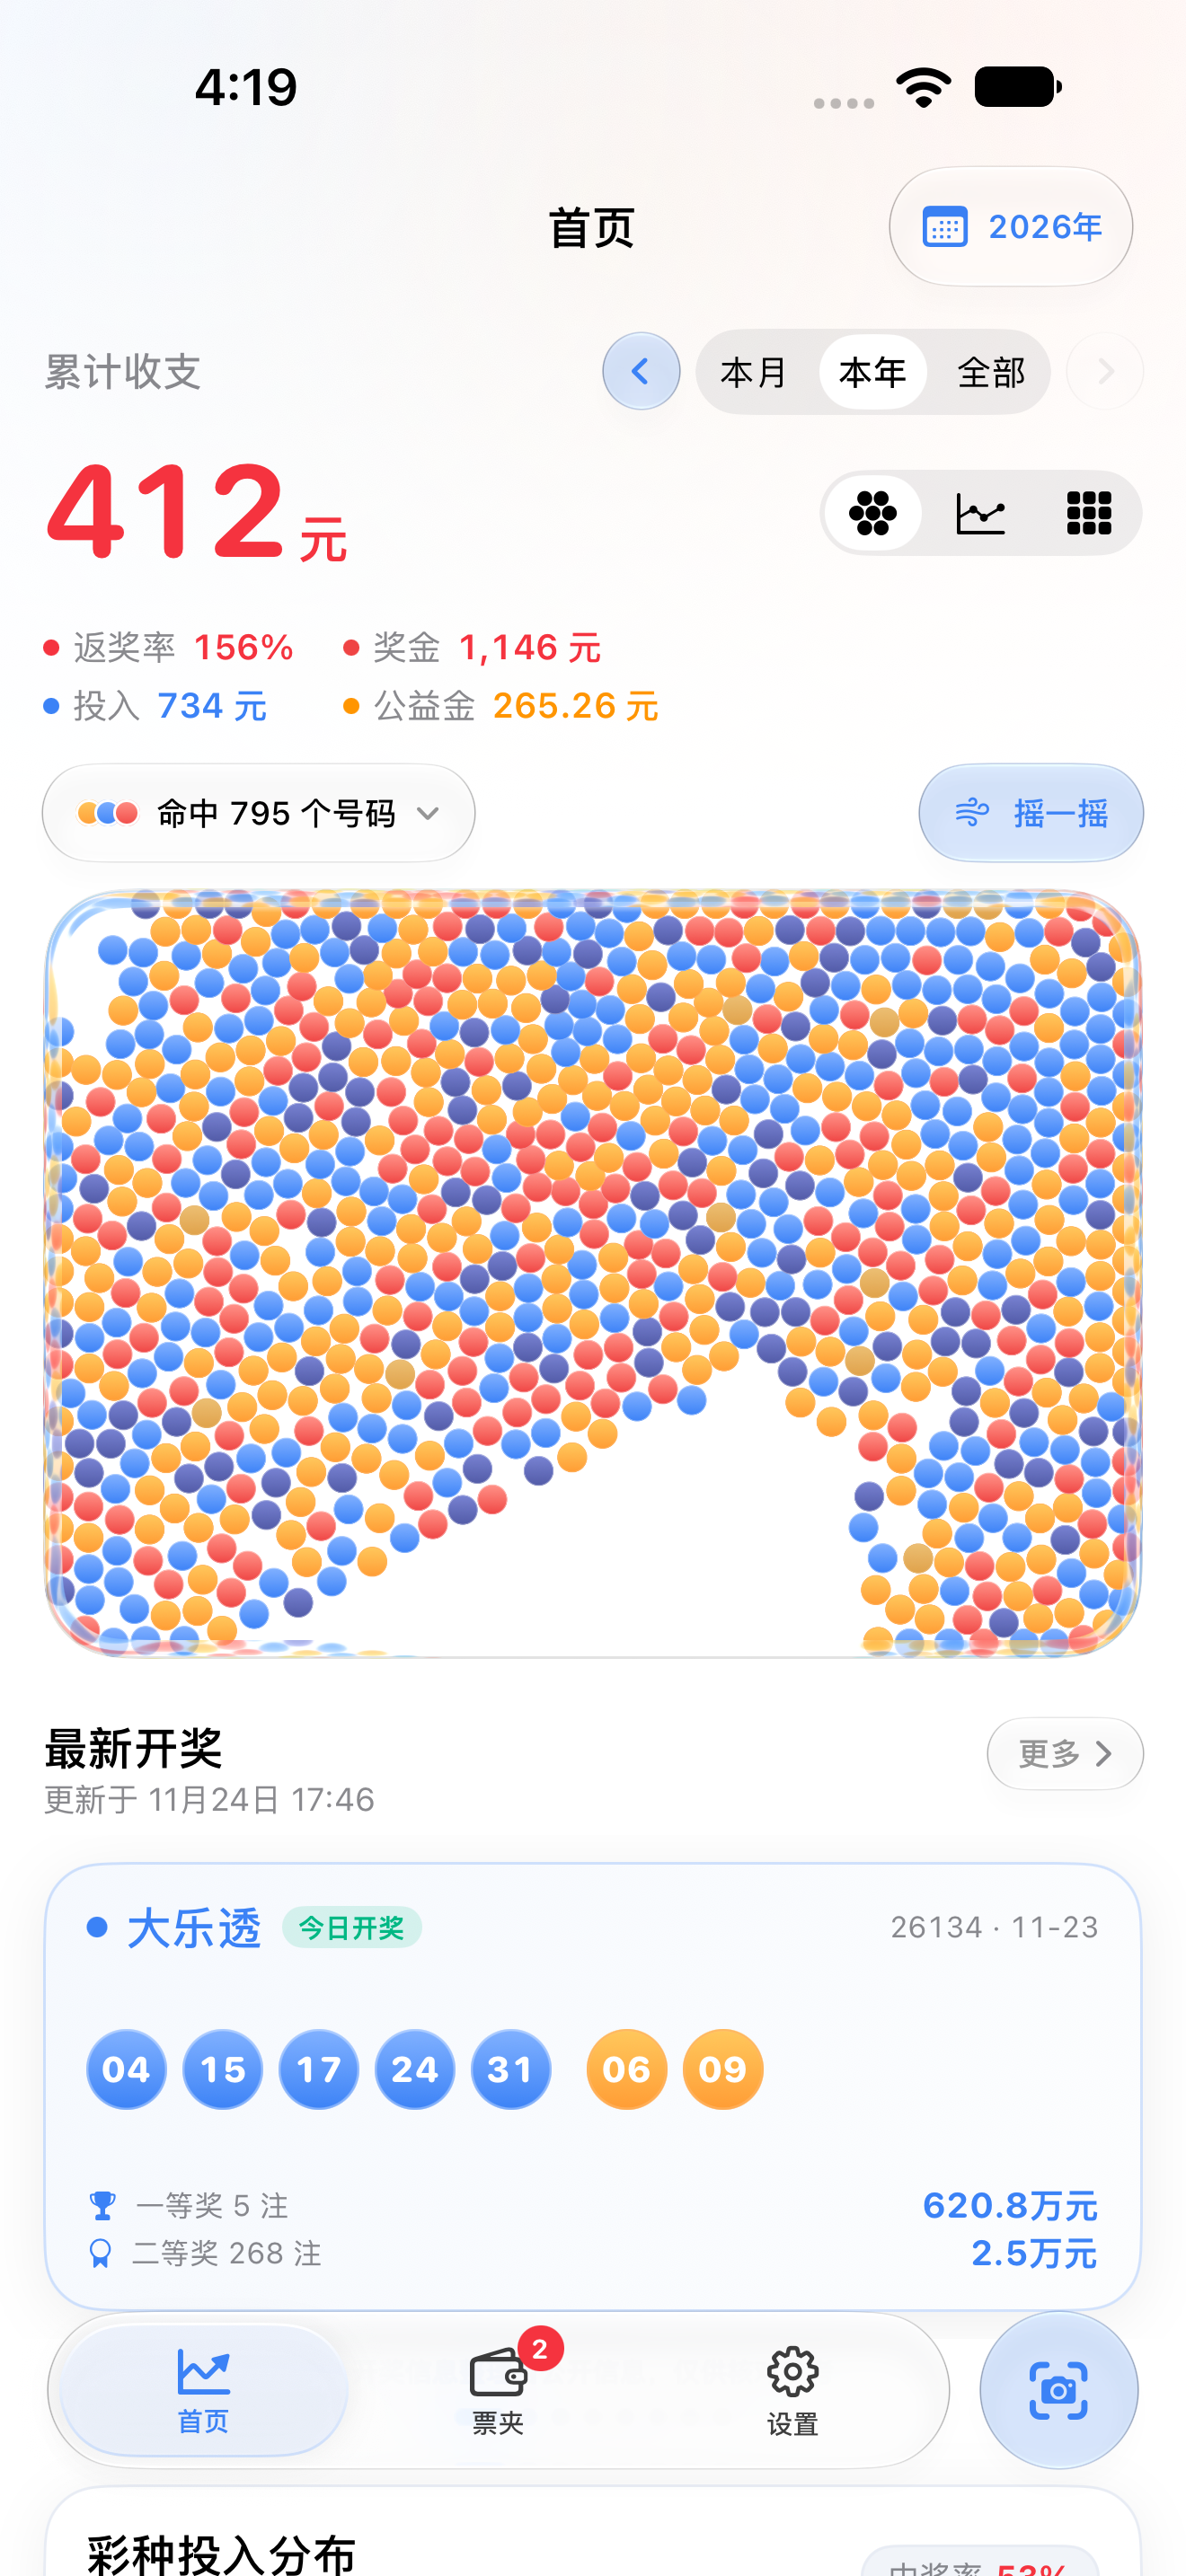 4:19
首页
2026年
累计收支
本月 本年 全部
412元
返奖率 156% 奖金 1,146 元
投入 734 元 公益金 265.26 元
命中 795 个号码
摇一摇
最新开奖
更新于 11月24日 17:46
更多
大乐透 今日开奖 26134 · 11-23
04 15 17 24 31 06 09
一等奖 5 注 620.8万元
二等奖 268 注 2.5万元
2
首页 票夹 设置
彩种投入分布
中奖率 53%